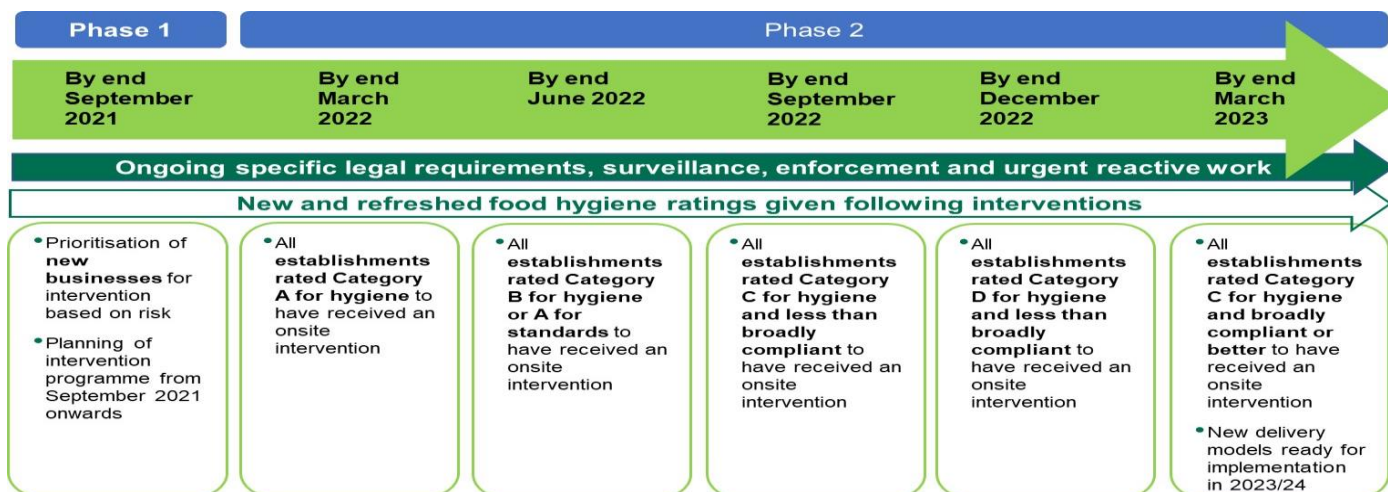 Phase 1
Phase 2
By end
September
2021
By end
March
2022
By end
June 2022
By end
September
2022
By end
December
2022
By end
March
2023
Ongoing specific legal requirements, surveillance, enforcement and urgent reactive work
New and refreshed food hygiene ratings given following interventions
•Prioritisation of
new
businesses for
intervention
based on risk
•Planning of
intervention
programme from
September 2021
onwards
•All
establishments
rated Category
A for hygiene to
have received an
onsite
intervention
•All
establishments
rated Category
B for hygiene
or A for
standards to
have received an
onsite
intervention
•All
establishments
rated Category
C for hygiene
and less than
broadly
compliant to
have received an
onsite
intervention
•All
establishments
rated Category
D for hygiene
and less than
broadly
compliant to
have received an
onsite
intervention
•All
establishments
rated Category
C for hygiene
and broadly
compliant or
better to have
received an
onsite
intervention
•New delivery
models ready for
implementation
in 2023/24